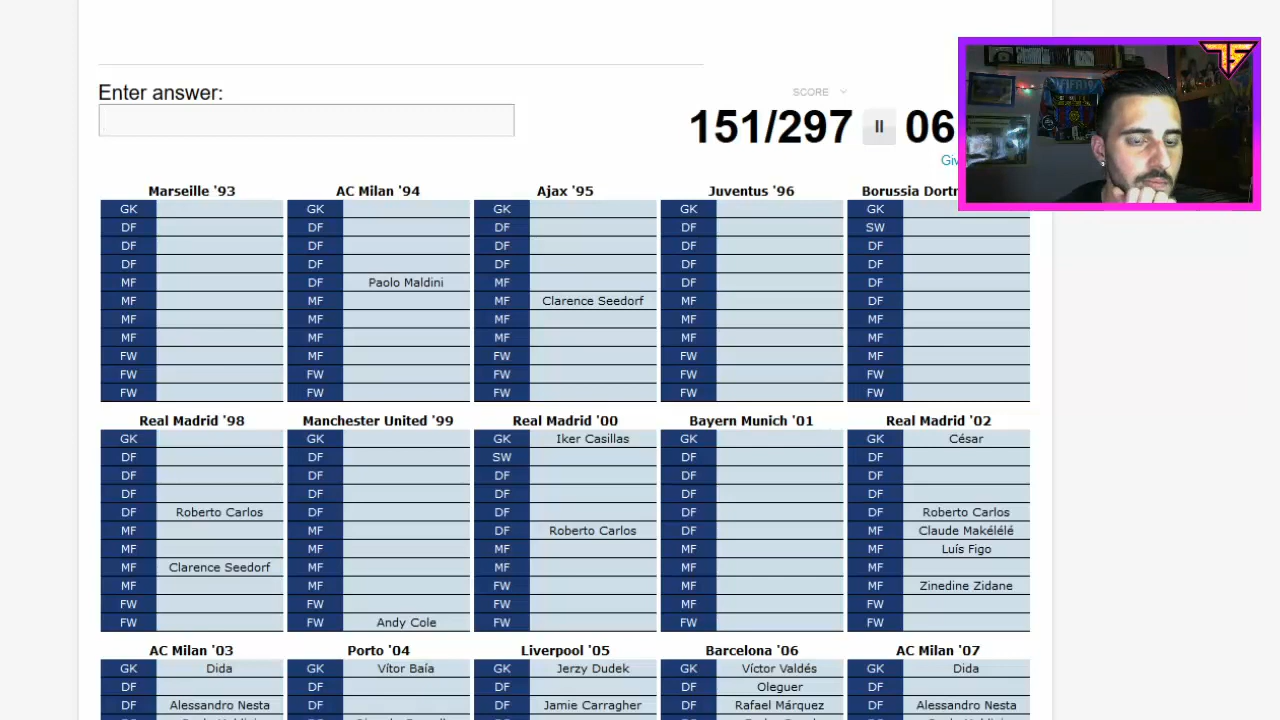 Enter answer:
SCORE
151/297
06
Giv
Marseille '93
GK
DF
DF
DF
MF
MF
MF
MF
FW
FW
FW
AC Milan '94
GK
DF
DF
DF
DF Paolo Maldini
MF
MF
MF
MF
FW
FW
Ajax '95
GK
DF
DF
DF
MF
MF Clarence Seedorf
MF
MF
FW
FW
FW
Juventus '96
GK
DF
DF
DF
DF
MF
MF
MF
FW
FW
FW
Borussia Dortm
GK
SW
DF
DF
DF
DF
MF
MF
MF
FW
FW
Real Madrid '98
GK
DF
DF
DF
DF Roberto Carlos
MF
MF
MF Clarence Seedorf
MF
FW
FW
Manchester United '99
GK
DF
DF
DF
DF
MF
MF
MF
MF
FW
FW Andy Cole
Real Madrid '00
GK Iker Casillas
SW
DF
DF
DF
DF Roberto Carlos
MF
MF
FW
FW
FW
Bayern Munich '01
GK
DF
DF
DF
DF
DF
MF
MF
FW
MF
FW
Real Madrid '02
GK César
DF
DF
DF
DF Roberto Carlos
MF Claude Makélélé
MF Luís Figo
MF
MF Zinedine Zidane
FW
FW
AC Milan '03
GK Dida
DF
DF Alessandro Nesta
Porto '04
GK Vítor Baía
DF
DF
Liverpool '05
GK Jerzy Dudek
DF
DF Jamie Carragher
Barcelona '06
GK Víctor Valdés
DF Oleguer
DF Rafael Márquez
AC Milan '07
GK Dida
DF
DF Alessandro Nesta